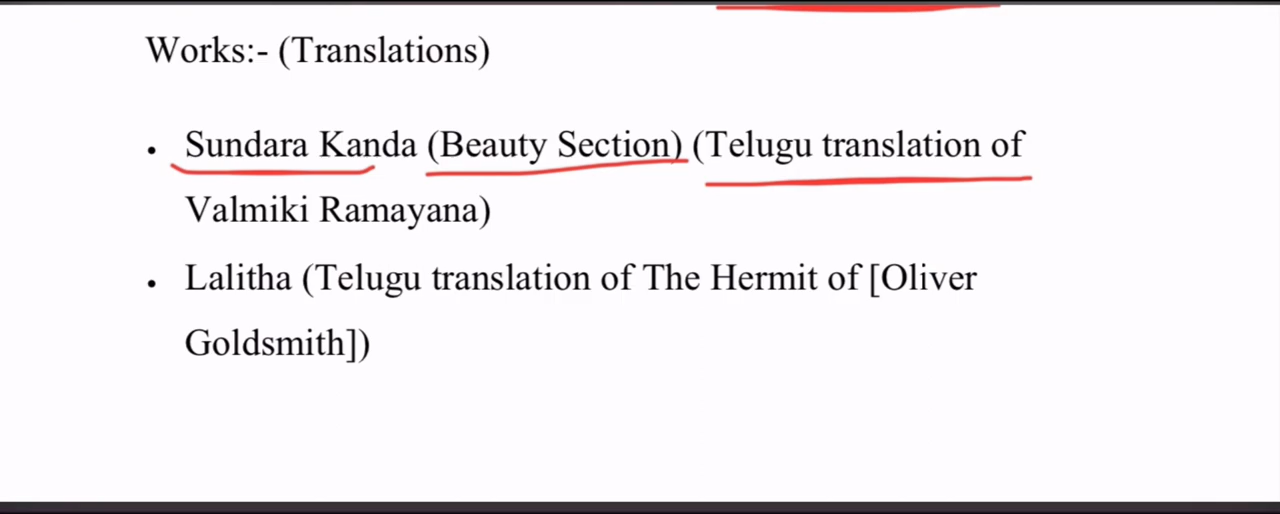 Works:- (Translations)
• Sundara Kanda (Beauty Section) (Telugu translation of
Valmiki Ramayana)
• Lalitha (Telugu translation of The Hermit of [Oliver
Goldsmith])